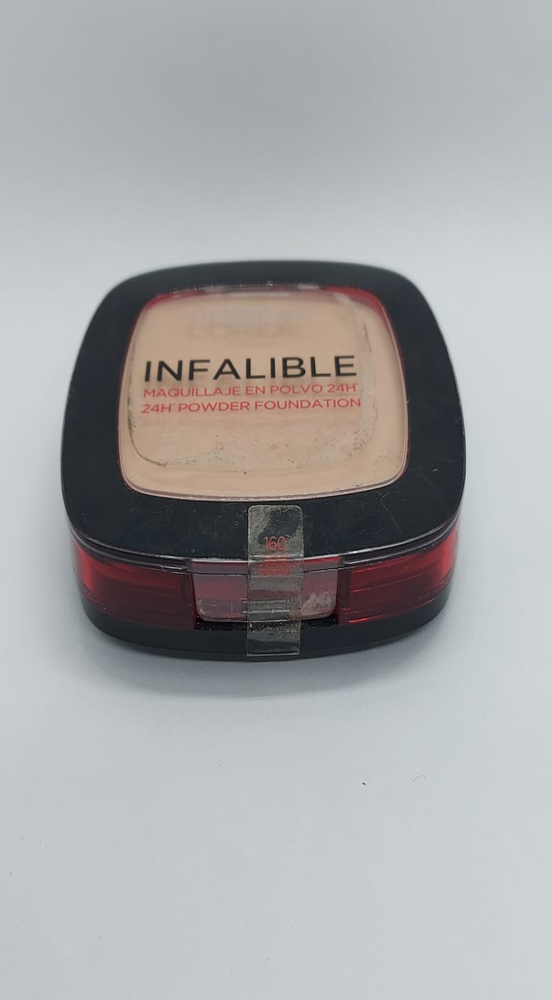 INFALIBLE
MAQUILLAJE EN POLVO 24H*
24H* POWDER FOUNDATION
160